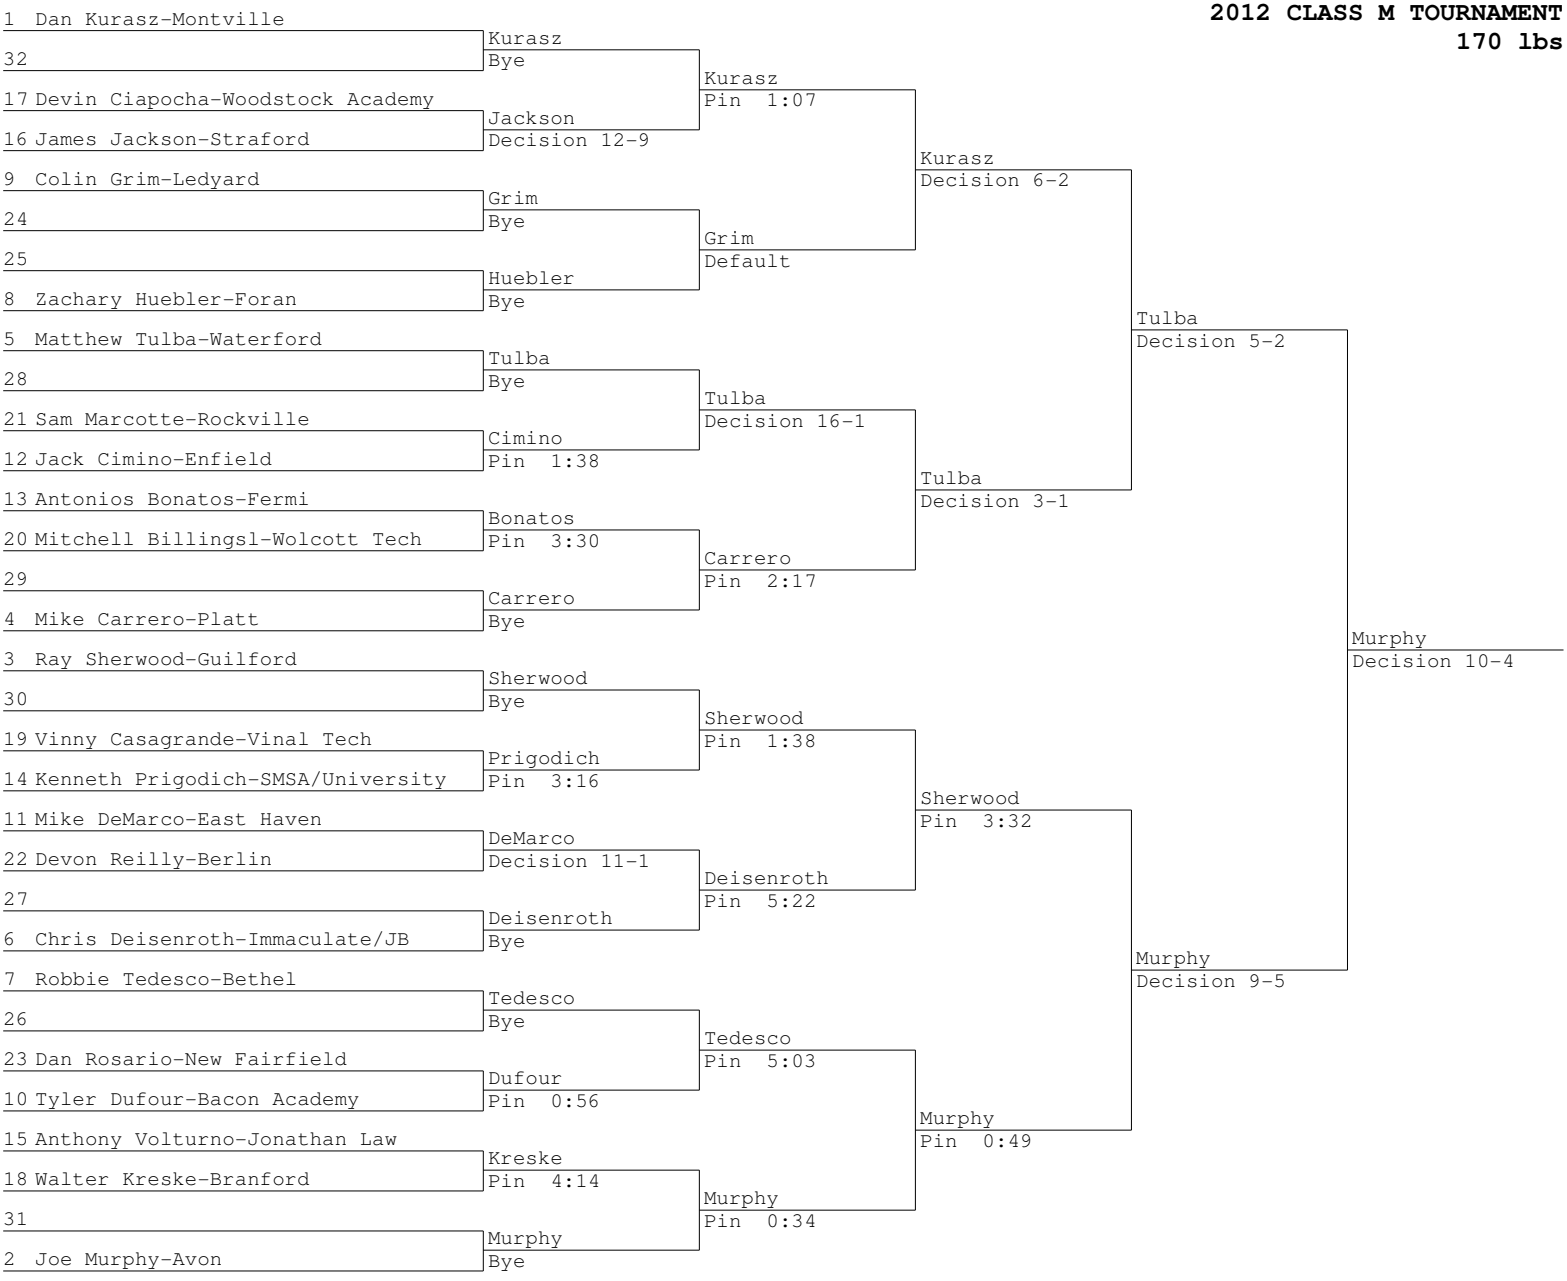 2012 CLASS M TOURNAMENT
170 lbs
1 Dan Kurasz-Montville
32
17 Devin Ciapocha-Woodstock Academy
16 James Jackson-Straford
9 Colin Grim-Ledyard
24
25
8 Zachary Huebler-Foran
5 Matthew Tulba-Waterford
28
21 Sam Marcotte-Rockville
12 Jack Cimino-Enfield
13 Antonios Bonatos-Fermi
20 Mitchell Billingsl-Wolcott Tech
29
4 Mike Carrero-Platt
3 Ray Sherwood-Guilford
30
19 Vinny Casagrande-Vinal Tech
14 Kenneth Prigodich-SMSA/University
11 Mike DeMarco-East Haven
22 Devon Reilly-Berlin
27
6 Chris Deisenroth-Immaculate/JB
7 Robbie Tedesco-Bethel
26
23 Dan Rosario-New Fairfield
10 Tyler Dufour-Bacon Academy
15 Anthony Volturno-Jonathan Law
18 Walter Kreske-Branford
31
2 Joe Murphy-Avon
Kurasz
Bye
Jackson
Decision 12-9
Grim
Bye
Huebler
Bye
Tulba
Bye
Cimino
Pin 1:38
Bonatos
Pin 3:30
Carrero
Bye
Sherwood
Bye
Prigodich
Pin 3:16
DeMarco
Decision 11-1
Deisenroth
Bye
Tedesco
Bye
Dufour
Pin 0:56
Kreske
Pin 4:14
Murphy
Bye
Kurasz
Pin 1:07
Grim
Default
Tulba
Decision 16-1
Carrero
Pin 2:17
Sherwood
Pin 1:38
Deisenroth
Pin 5:22
Tedesco
Pin 5:03
Murphy
Pin 0:34
Kurasz
Decision 6-2
Tulba
Decision 3-1
Sherwood
Pin 3:32
Murphy
Pin 0:49
Tulba
Decision 5-2
Murphy
Decision 9-5
Murphy
Decision 10-4